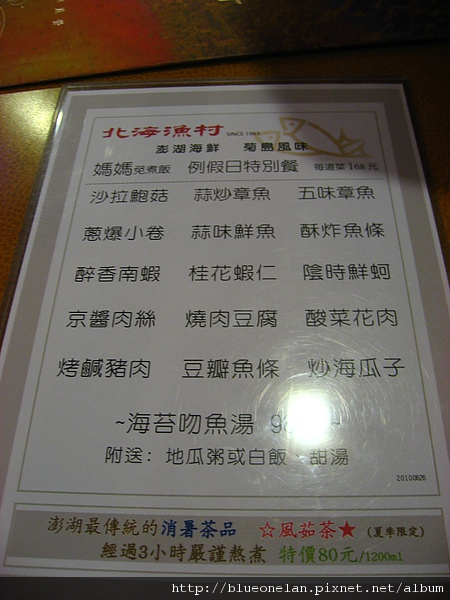 北海漁村 SINCE 1983
澎湖海鮮 菊島風味
媽媽免煮飯 例假日特別餐 每道菜168元
沙拉鮑菇 蒜炒章魚 五味章魚
蔥爆小卷 蒜味鮮魚 酥炸魚條
醉香南蝦 桂花蝦仁 陰時鮮蚵
京醬肉絲 燒肉豆腐 酸菜花肉
烤鹹豬肉 豆瓣魚條 炒海瓜子
~海苔吻魚湯 9 ~
附送：地瓜粥或白飯、甜湯
20100626
澎湖最傳統的消暑茶品 ☆風茹茶★ (夏季限定)
經過3小時嚴謹熬煮 特價80元/1200ml
http://blueonelan.pixnet.net/album